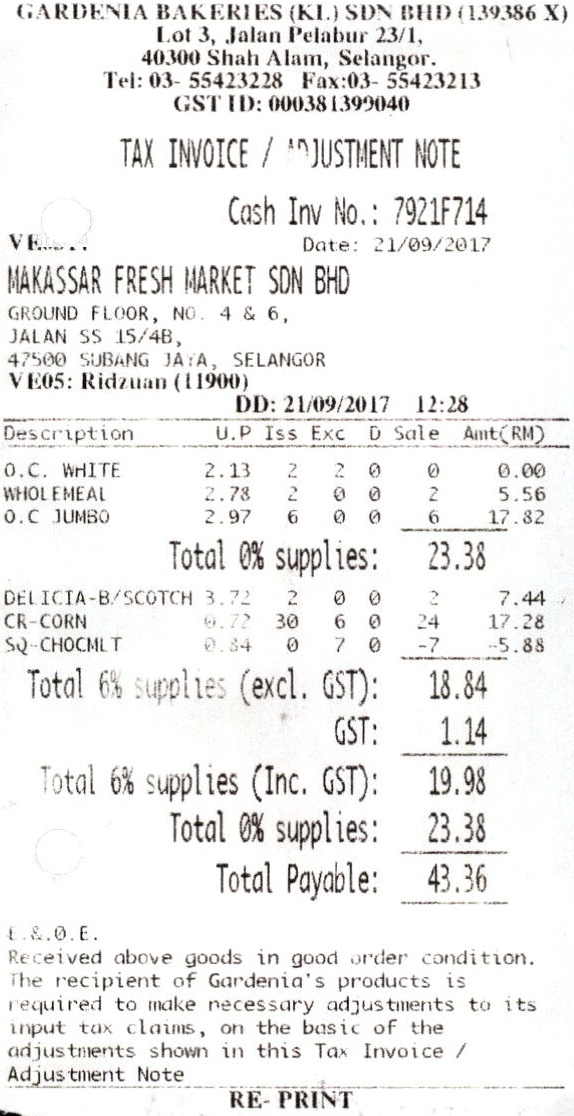 GARDENIA BAKERIES (KL) SDN BHD (139386 X)
Lot 3, Jalan Pelabur 23/1,
40300 Shah Alam, Selangor.
Tel: 03- 55423228 Fax:03- 55423213
GST ID: 000381399040
TAX INVOICE / ADJUSTMENT NOTE
Cash Inv No.: 7921F714
Date: 21/09/2017
MAKASSAR FRESH MARKET SDN BHD
GROUND FLOOR, NO. 4 & 6,
JALAN SS 15/4B,
47500 SUBANG JAYA, SELANGOR
VE05: Ridzuan (11900)
DD: 21/09/2017 12:28
Description U.P Iss Exc D Sale Amt(RM)
O.C. WHITE 2.13 2 2 0 0 0.00
WHOLEMEAL 2.78 2 0 0 2 5.56
O.C JUMBO 2.97 6 0 0 6 17.82
Total 0% supplies: 23.38
DELICIA-B/SCOTCH 3.72 2 0 0 2 7.44
CR-CORN 0.72 30 6 0 24 17.28
SQ-CHOCMLT 0.84 0 7 0 -7 -5.88
Total 6% supplies (excl. GST): 18.84
GST: 1.14
Total 6% supplies (Inc. GST): 19.98
Total 0% supplies: 23.38
Total Payable: 43.36
E.&.O.E.
Received above goods in good order condition.
The recipient of Gardenia's products is
required to make necessary adjustments to its
input tax claims, on the basic of the
adjustments shown in this Tax Invoice /
Adjustment Note
RE- PRINT